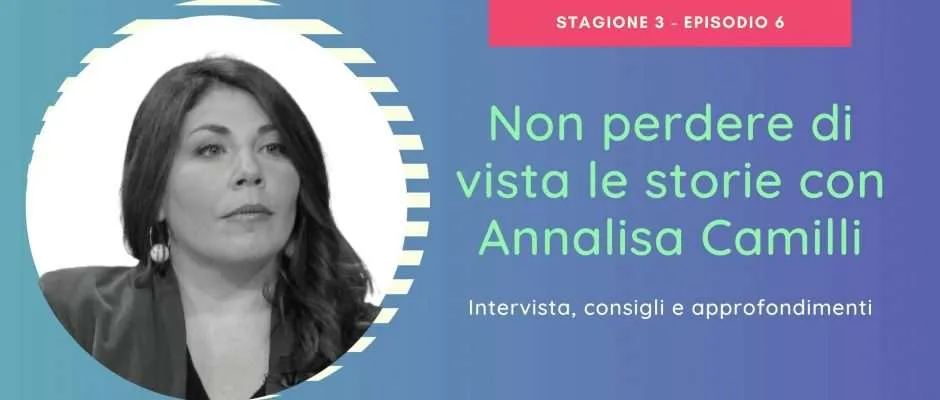 STAGIONE 3 - EPISODIO 6
Non perdere di
vista le storie con
Annalisa Camilli
Intervista, consigli e approfondimenti